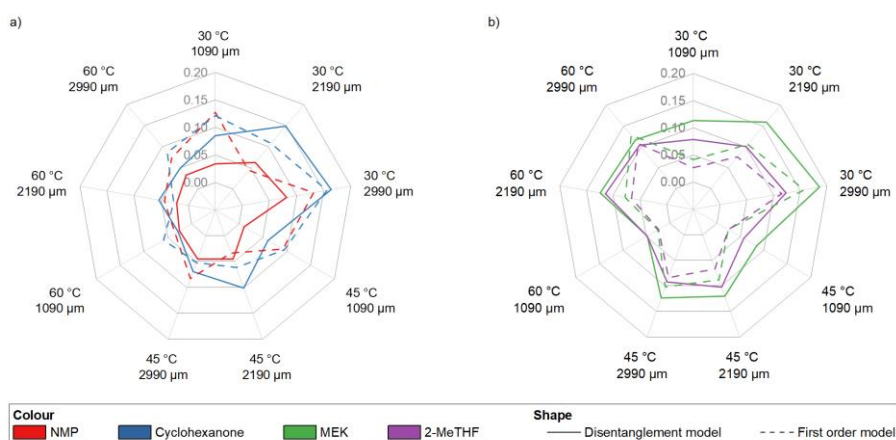 a)
30 °C
1090 µm
30 °C
2190 µm
30 °C
2990 µm
45 °C
1090 µm
45 °C
2190 µm
45 °C
2990 µm
60 °C
1090 µm
60 °C
2190 µm
60 °C
2990 µm
0.20
0.15
0.10
0.05
0.00
b)
30 °C
1090 µm
30 °C
2190 µm
30 °C
2990 µm
45 °C
1090 µm
45 °C
2190 µm
45 °C
2990 µm
60 °C
1090 µm
60 °C
2190 µm
60 °C
2990 µm
0.20
0.15
0.10
0.05
0.00
Colour
NMP Cyclohexanone MEK 2-MeTHF
Shape
Disentanglement model First order model